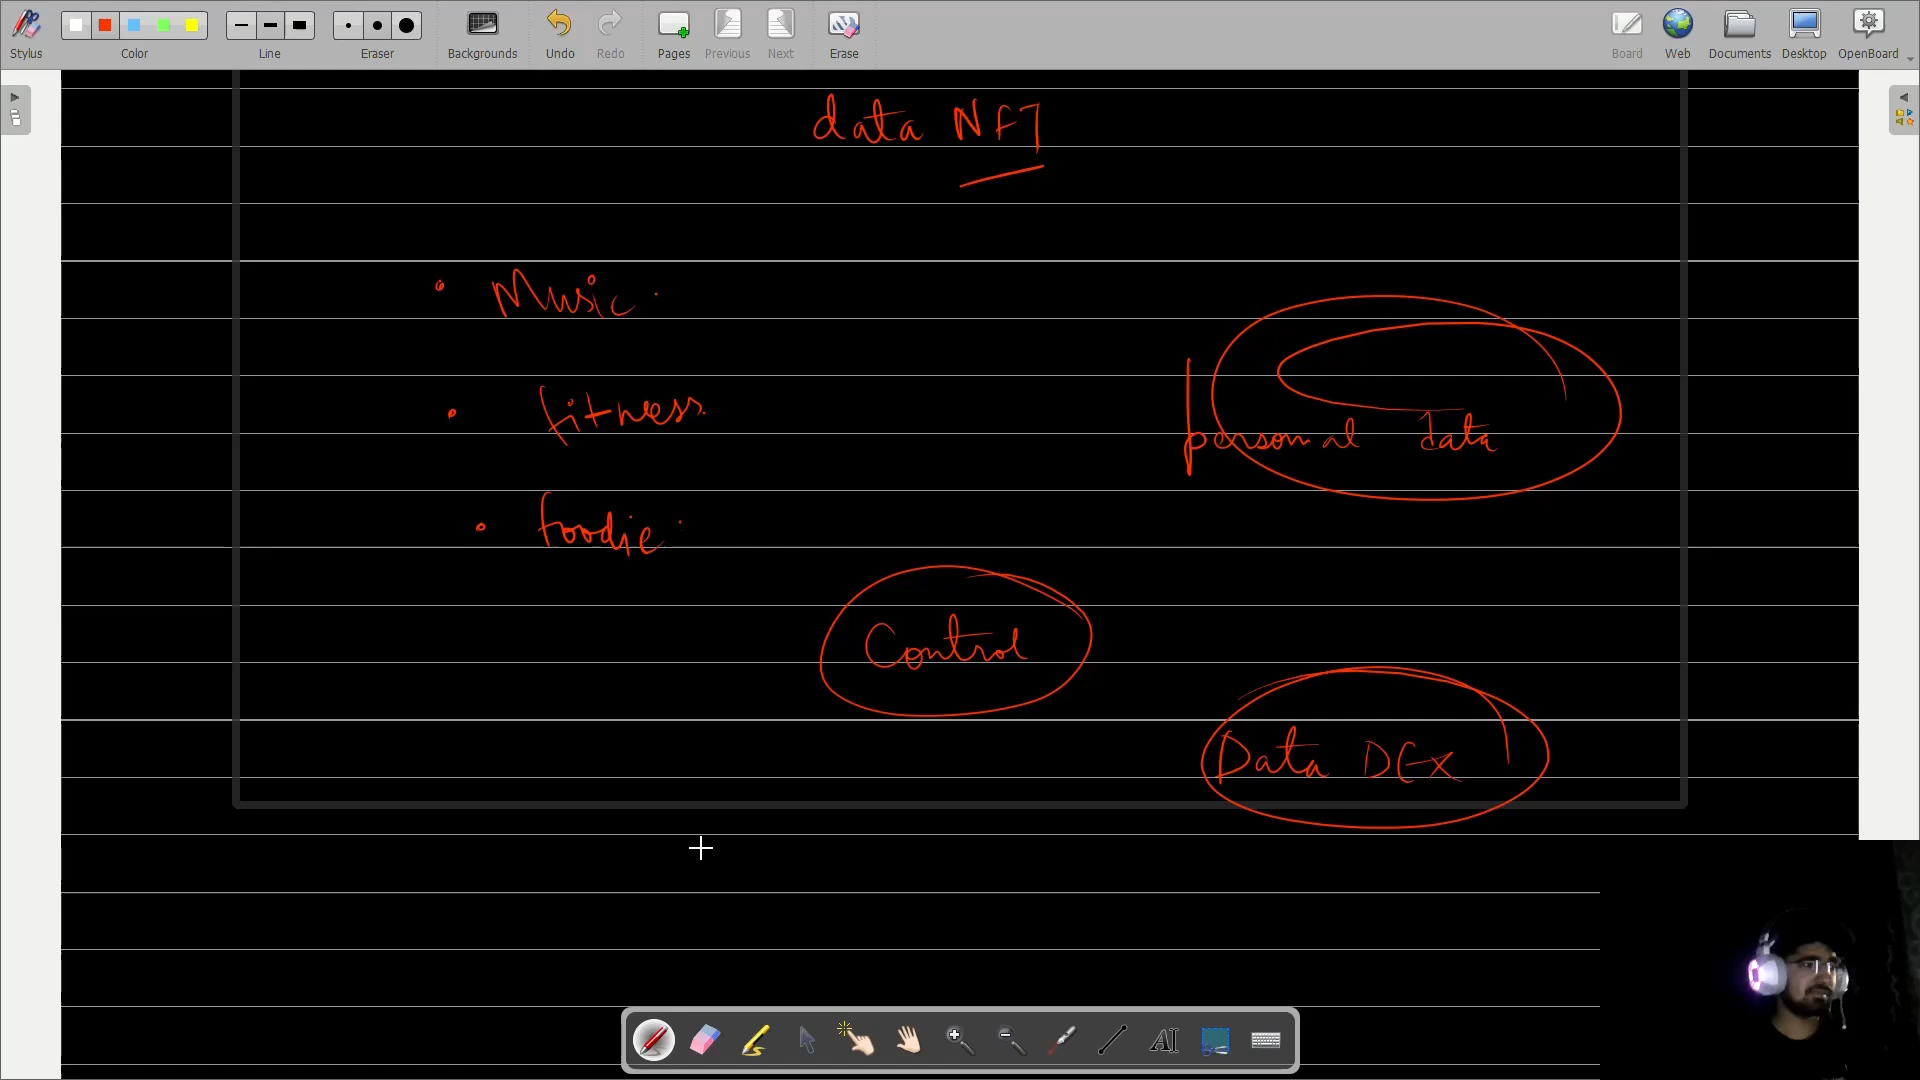 Stylus
Color
Line
Eraser
Backgrounds
Undo
Redo
Pages
Previous
Next
Erase
Board
Web
Documents
Desktop
OpenBoard
data NFT
• Music.
• fitness.
• foodie.
personal data
Control
Data DEX
AI